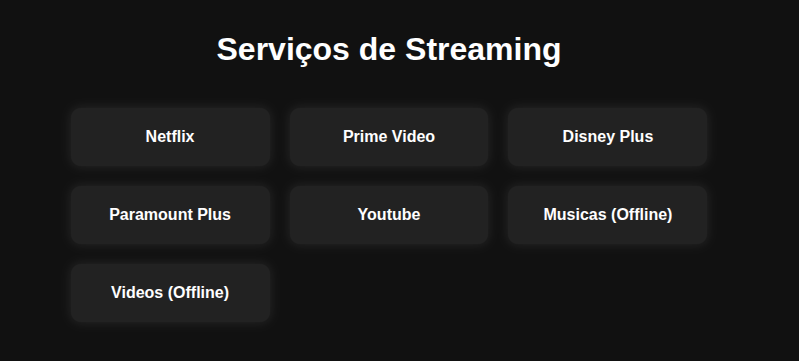 Serviços de Streaming
Netflix
Prime Video
Disney Plus
Paramount Plus
Youtube
Musicas (Offline)
Videos (Offline)